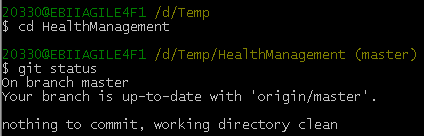 20330@EBIIAGILE4F1 /d/Temp
$ cd HealthManagement
20330@EBIIAGILE4F1 /d/Temp/HealthManagement (master)
$ git status
On branch master
Your branch is up-to-date with 'origin/master'.
nothing to commit, working directory clean